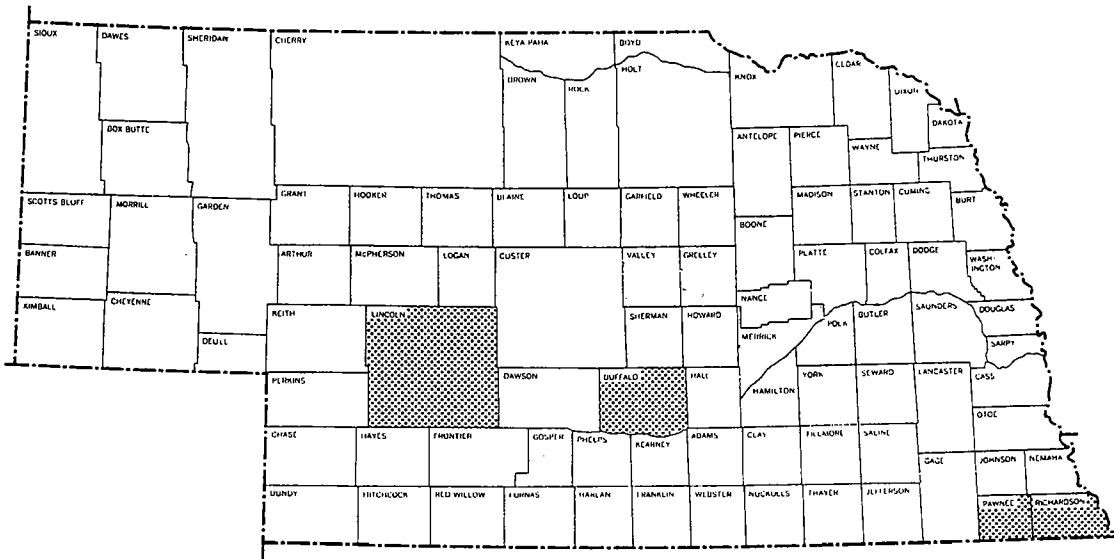 SIOUX
DAWES
SHERIDAN
CHERRY
KEYA PAHA
BOYD
BROWN
ROCK
HOLT
KNOX
CEDAR
DIXON
DAKOTA
BOX BUTTE
ANTELOPE
PIERCE
WAYNE
THURSTON
SCOTTS BLUFF
MORRILL
GARDEN
GRANT
HOOKER
THOMAS
BLAINE
LOUP
GARFIELD
WHEELER
BOONE
MADISON
STANTON
CUMING
BURT
BANNER
ARTHUR
McPHERSON
LOGAN
CUSTER
VALLEY
GREELEY
PLATTE
COLFAX
DODGE
WASH-
INGTON
KIMBALL
CHEYENNE
DEUEL
KEITH
LINCOLN
SHERMAN
HOWARD
NANCE
MERRICK
POLK
BUTLER
SAUNDERS
DOUGLAS
SARPY
PERKINS
DAWSON
BUFFALO
HALL
HAMILTON
YORK
SEWARD
LANCASTER
CASS
OTOE
CHASE
HAYES
FRONTIER
GOSPER
PHELPS
KEARNEY
ADAMS
CLAY
FILLMORE
SALINE
GAGE
JOHNSON
NEMAHA
DUNDY
HITCHCOCK
RED WILLOW
FURNAS
HARLAN
FRANKLIN
WEBSTER
NUCKOLLS
THAYER
JEFFERSON
PAWNEE
RICHARDSON